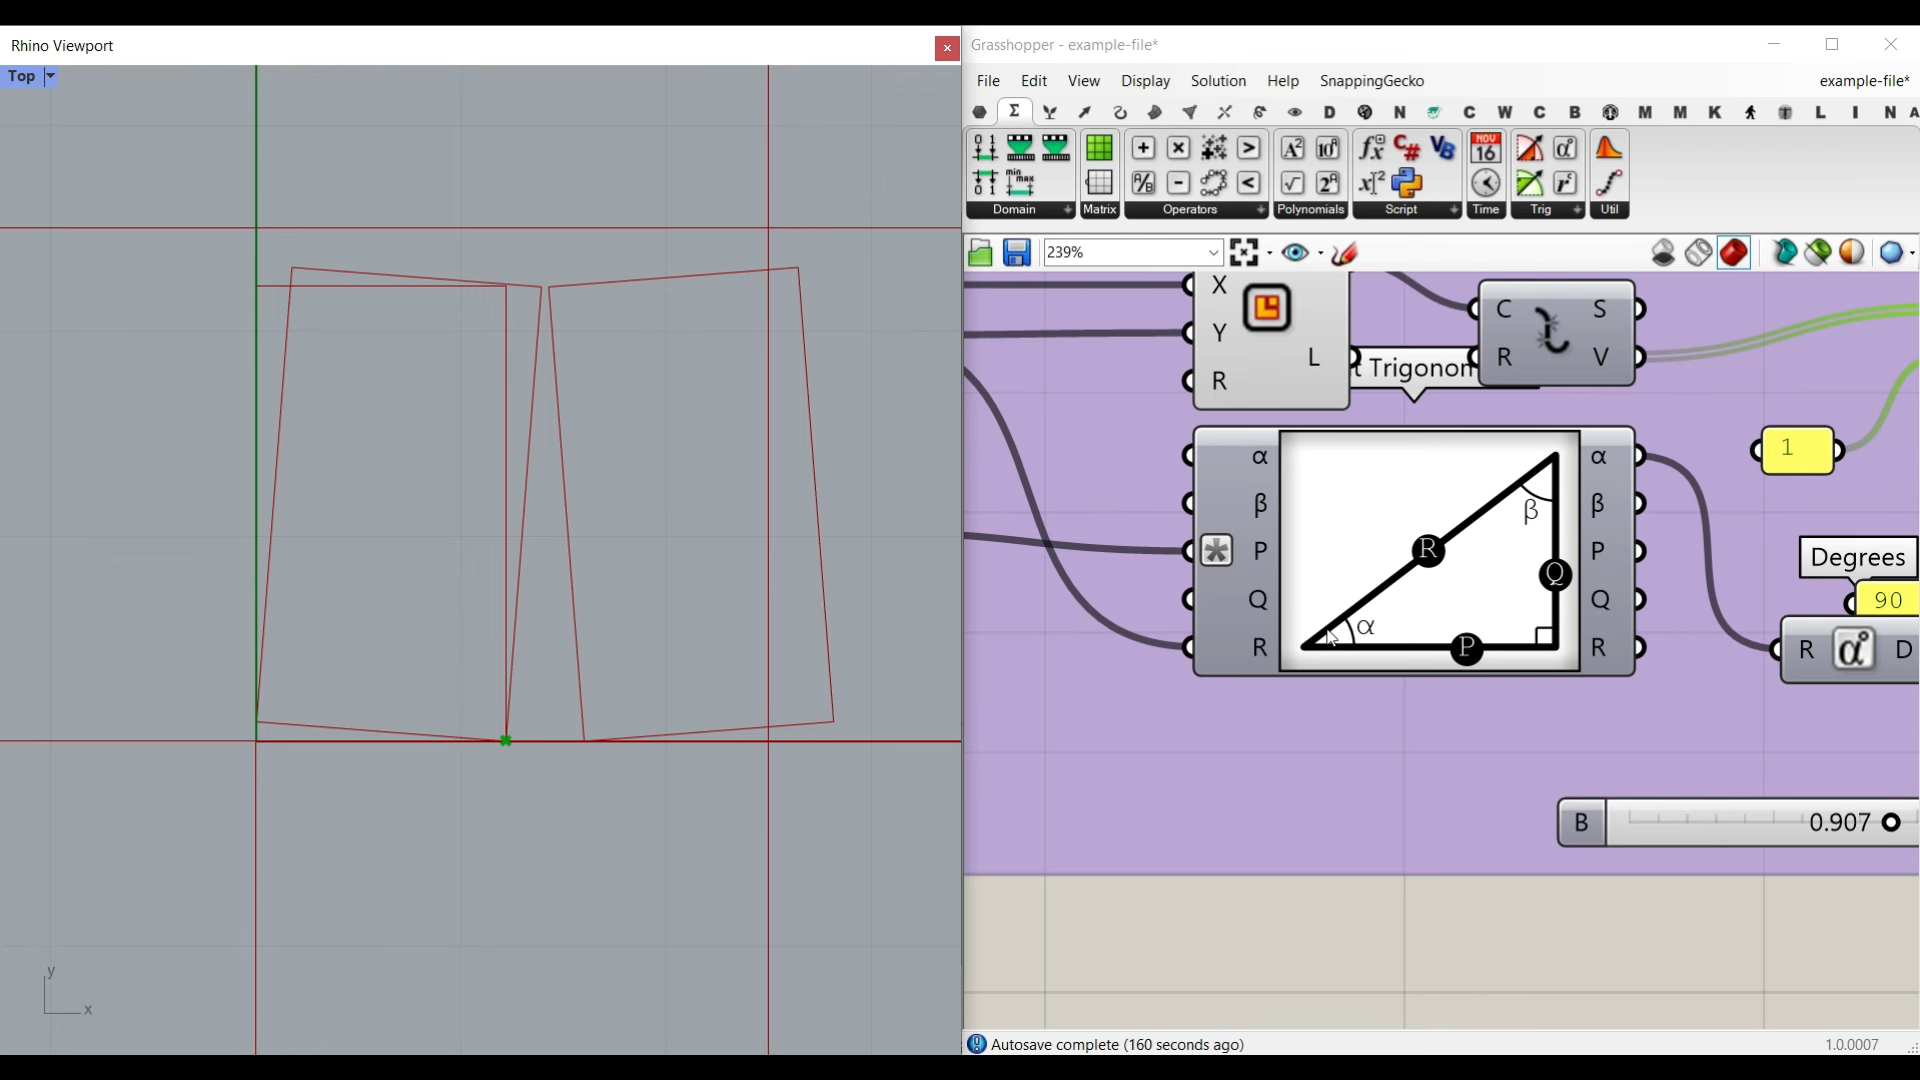 Rhino Viewport
Top
y
x
Grasshopper - example-file*
File Edit View Display Solution Help SnappingGecko example-file*
Σ D N C W C B M M K L I N A
Domain Matrix Operators Polynomials Script Time Trig Util
239%
X
Y
R
L
t Trigonom
C S
R V
1
α α
β β
P P
Q Q
R R
β
R
Q
α
P
Degrees
90
R α° D
B 0.907
Autosave complete (160 seconds ago) 1.0.0007